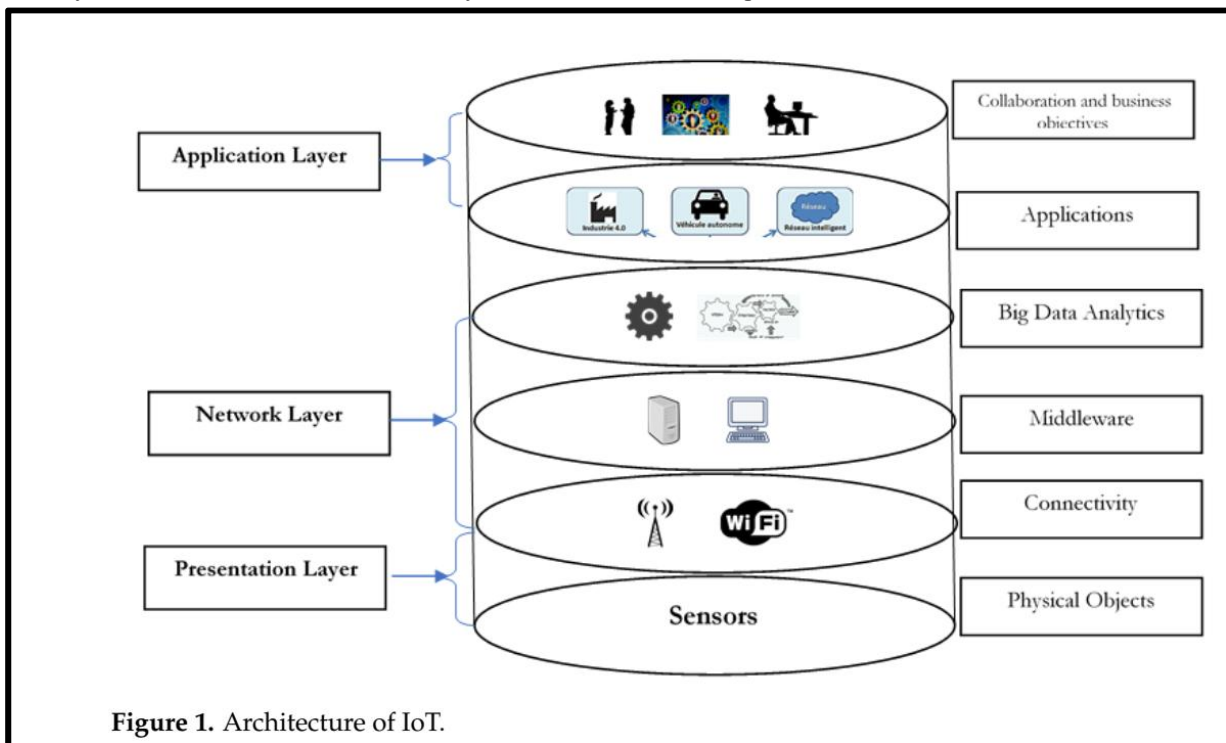 Collaboration and business
objectives
Application Layer
Industrie 4.0
Véhicule autonome
Réseau
Réseau intelligent
Applications
Big Data Analytics
Network Layer
Middleware
WiFi™
Connectivity
Presentation Layer
Sensors
Physical Objects
Figure 1. Architecture of IoT.